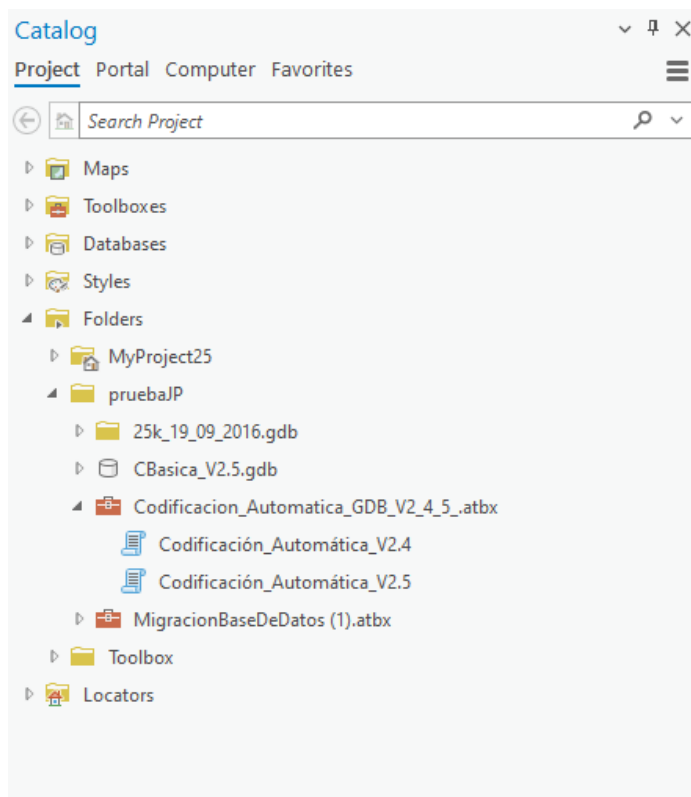 Catalog
Project Portal Computer Favorites
Search Project
Maps
Toolboxes
Databases
Styles
Folders
MyProject25
pruebaJP
25k_19_09_2016.gdb
CBasica_V2.5.gdb
Codificacion_Automatica_GDB_V2_4_5_.atbx
Codificación_Automática_V2.4
Codificación_Automática_V2.5
MigracionBaseDeDatos (1).atbx
Toolbox
Locators